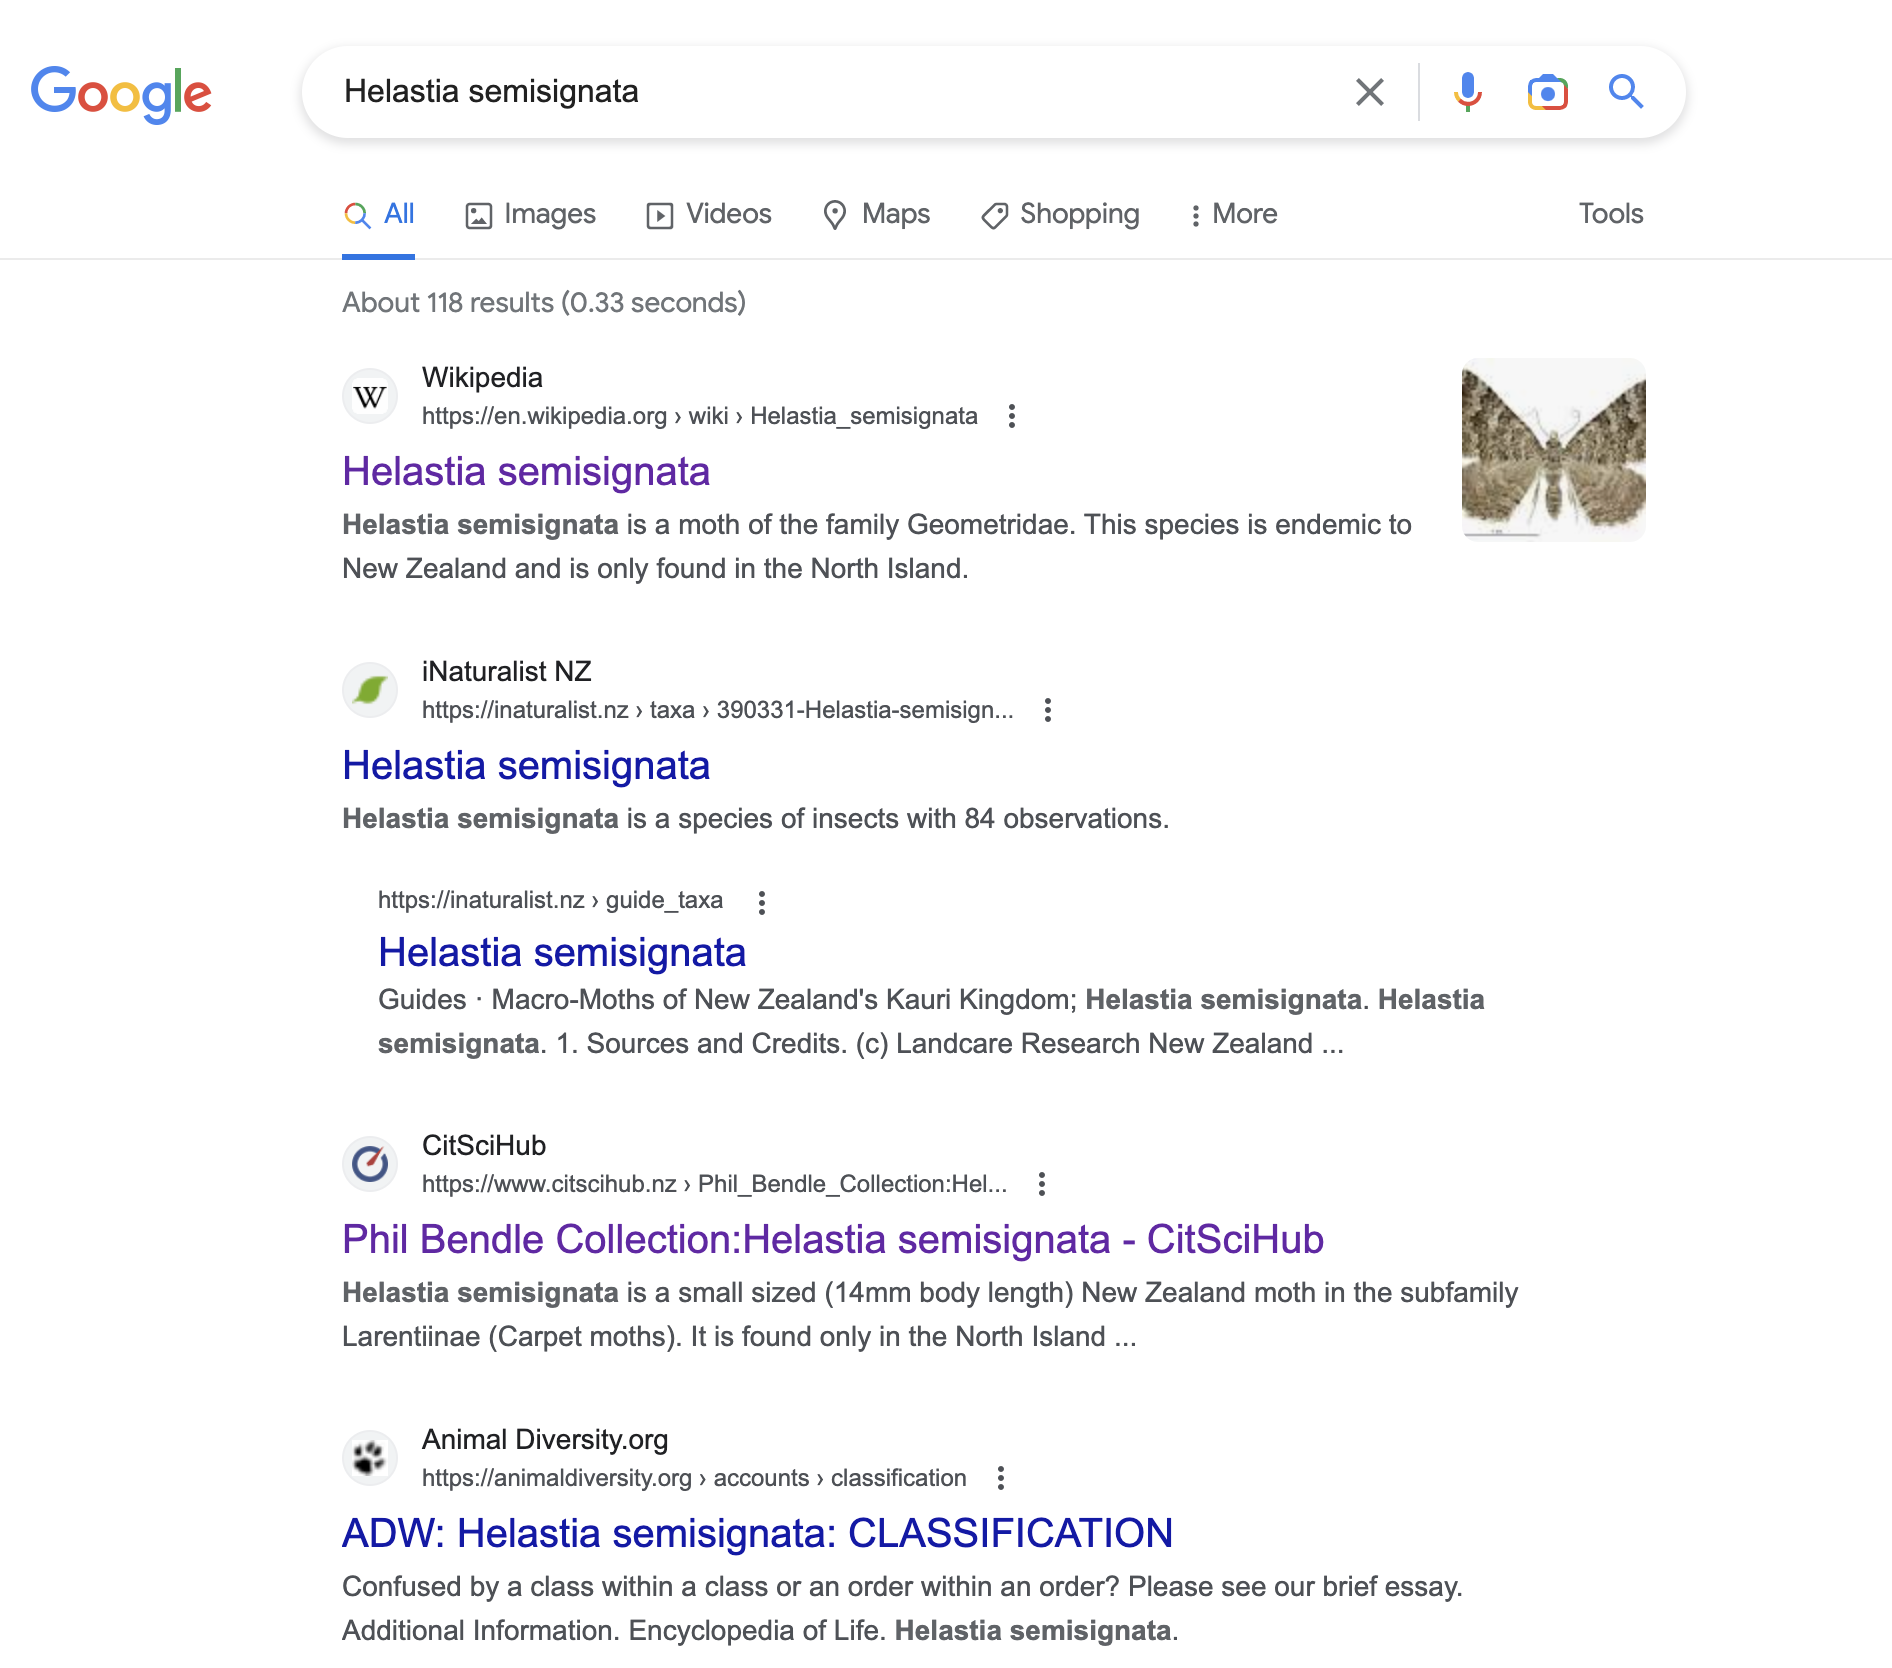 Google
Helastia semisignata
All
Images
Videos
Maps
Shopping
More
Tools
About 118 results (0.33 seconds)
W
Wikipedia
https://en.wikipedia.org › wiki › Helastia_semisignata
Helastia semisignata
Helastia semisignata is a moth of the family Geometridae. This species is endemic to
New Zealand and is only found in the North Island.
iNaturalist NZ
https://inaturalist.nz › taxa › 390331-Helastia-semisign...
Helastia semisignata
Helastia semisignata is a species of insects with 84 observations.
https://inaturalist.nz › guide_taxa
Helastia semisignata
Guides · Macro-Moths of New Zealand's Kauri Kingdom; Helastia semisignata. Helastia
semisignata. 1. Sources and Credits. (c) Landcare Research New Zealand ...
CitSciHub
https://www.citscihub.nz › Phil_Bendle_Collection:Hel...
Phil Bendle Collection:Helastia semisignata - CitSciHub
Helastia semisignata is a small sized (14mm body length) New Zealand moth in the subfamily
Larentiinae (Carpet moths). It is found only in the North Island ...
Animal Diversity.org
https://animaldiversity.org › accounts › classification
ADW: Helastia semisignata: CLASSIFICATION
Confused by a class within a class or an order within an order? Please see our brief essay.
Additional Information. Encyclopedia of Life. Helastia semisignata.